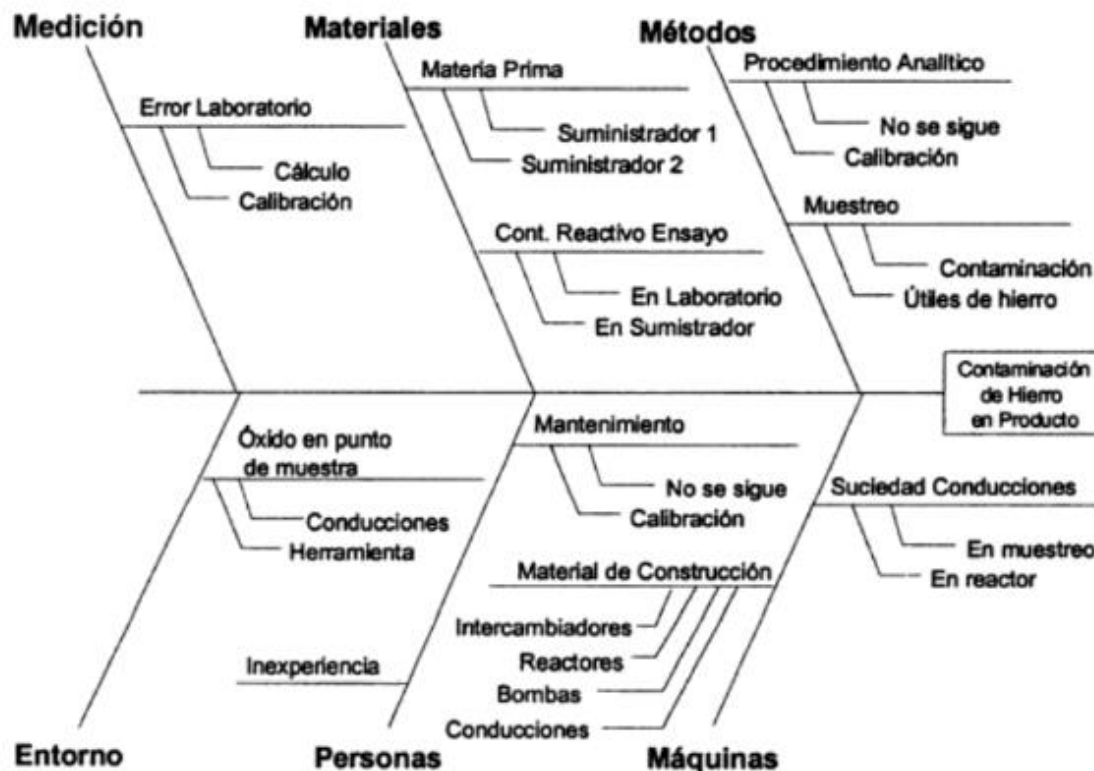 Medición
Materiales
Métodos
Error Laboratorio
Cálculo
Calibración
Materia Prima
Suministrador 1
Suministrador 2
Cont. Reactivo Ensayo
En Laboratorio
En Sumistrador
Procedimiento Analítico
No se sigue
Calibración
Muestreo
Contaminación
Útiles de hierro
Contaminación
de Hierro
en Producto
Óxido en punto
de muestra
Conducciones
Herramienta
Mantenimiento
No se sigue
Calibración
Inexperiencia
Material de Construcción
Intercambiadores
Reactores
Bombas
Conducciones
Suciedad Conducciones
En muestreo
En reactor
Entorno
Personas
Máquinas